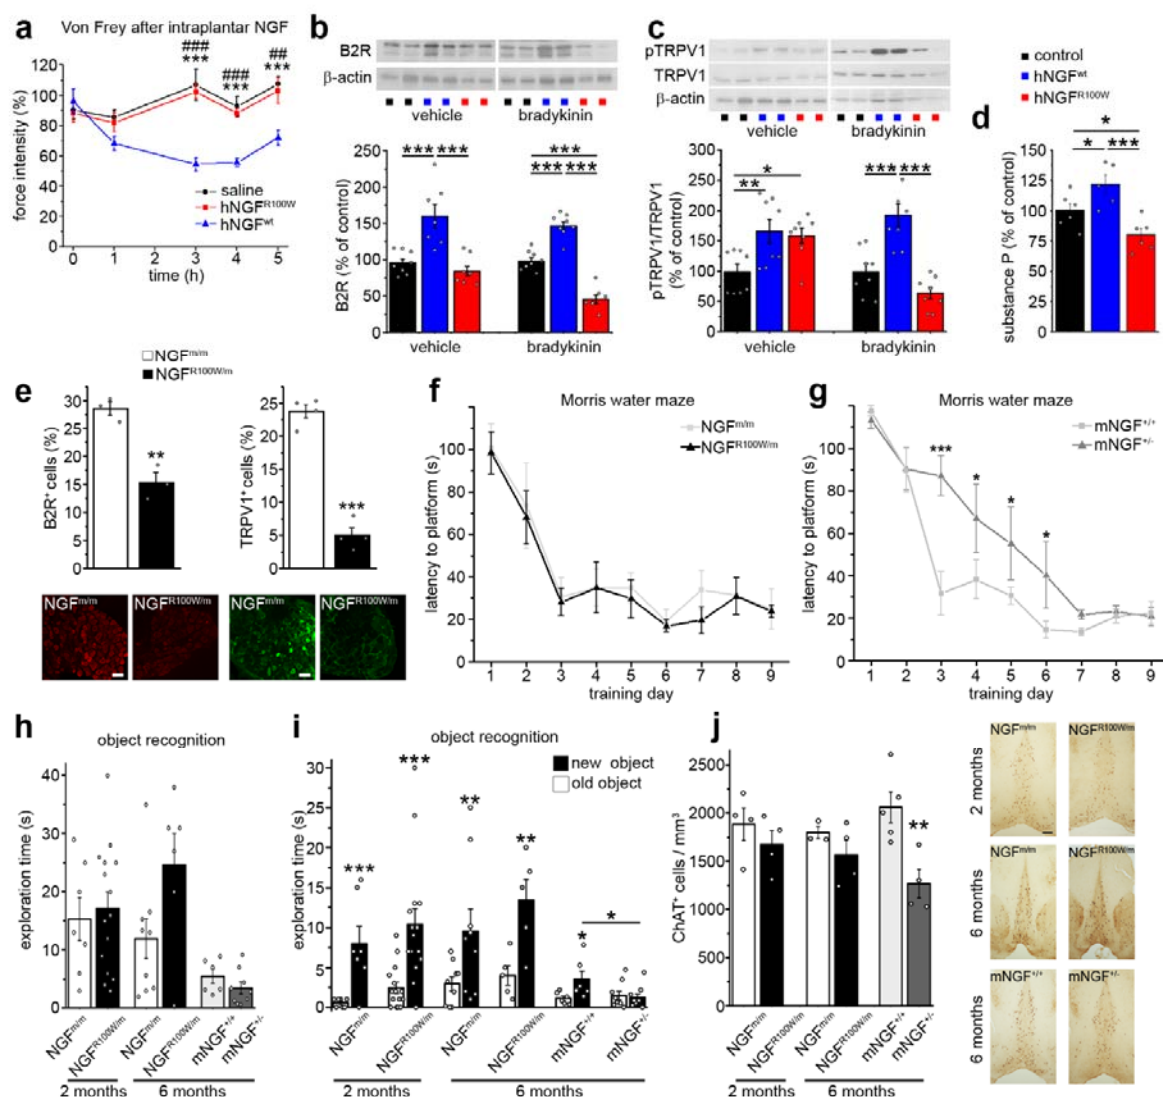 a
Von Frey after intraplantar NGF
force intensity (%)
120
100
80
60
40
20
0
###
***
###
***
##
***
saline
hNGFR100W
hNGFwt
0 1 2 3 4 5
time (h)
b
B2R
β-actin
vehicle bradykinin
B2R (% of control)
250
200
150
100
50
0
*** ***
***
*** ***
vehicle bradykinin
c
pTRPV1
TRPV1
β-actin
vehicle bradykinin
pTRPV1/TRPV1
(% of control)
250
200
150
100
50
0
*
**
*** ***
vehicle bradykinin
control
hNGFwt
hNGFR100W
d
substance P (% of control)
150
125
100
75
50
25
0
*
* ***
e
NGFm/m
NGFR100W/m
B2R+ cells (%)
30
25
20
15
10
5
0
**
TRPV1+ cells (%)
25
20
15
10
5
0
***
NGFm/m NGFR100W/m NGFm/m NGFR100W/m
f
Morris water maze
NGFm/m
NGFR100W/m
latency to platform (s)
100
80
60
40
20
0
1 2 3 4 5 6 7 8 9
training day
g
Morris water maze
mNGF+/+
mNGF+/-
latency to platform (s)
100
80
60
40
20
0
***
*
*
*
1 2 3 4 5 6 7 8 9
training day
h
object recognition
exploration time (s)
40
30
20
10
0
NGFm/m NGFR100W/m NGFm/m NGFR100W/m mNGF+/+ mNGF+/-
2 months 6 months
i
object recognition
new object
old object
exploration time (s)
30
25
20
15
10
5
0
*** *** ** ** * *
NGFm/m NGFR100W/m NGFm/m NGFR100W/m mNGF+/+ mNGF+/-
2 months 6 months
j
ChAT+ cells / mm3
2500
2000
1750
1500
1250
1000
500
0
**
NGFm/m NGFR100W/m NGFm/m NGFR100W/m mNGF+/+ mNGF+/-
2 months 6 months
2 months
NGFm/m NGFR100W/m
6 months
NGFm/m NGFR100W/m
6 months
mNGF+/+ mNGF+/-